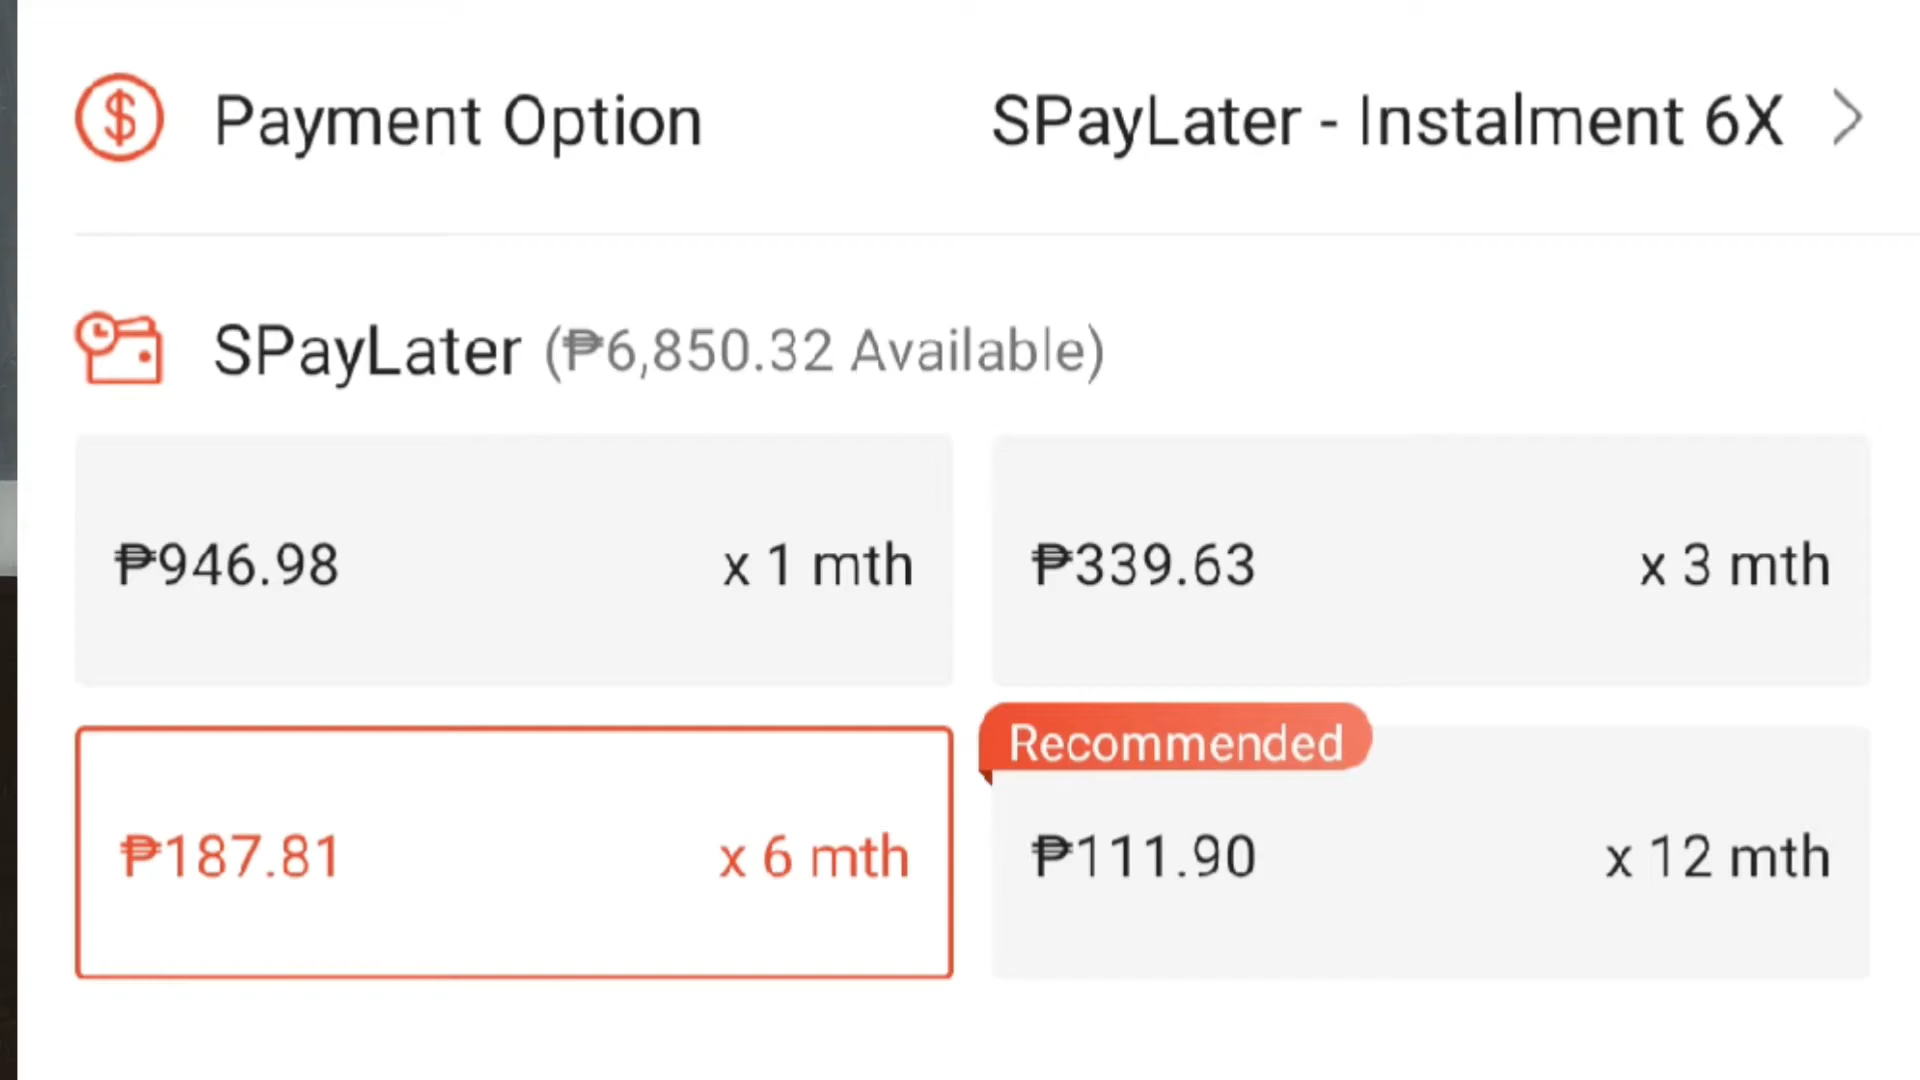 Payment Option SPayLater - Instalment 6X
SPayLater (₱6,850.32 Available)
₱946.98 x 1 mth
₱339.63 x 3 mth
₱187.81 x 6 mth
Recommended
₱111.90 x 12 mth